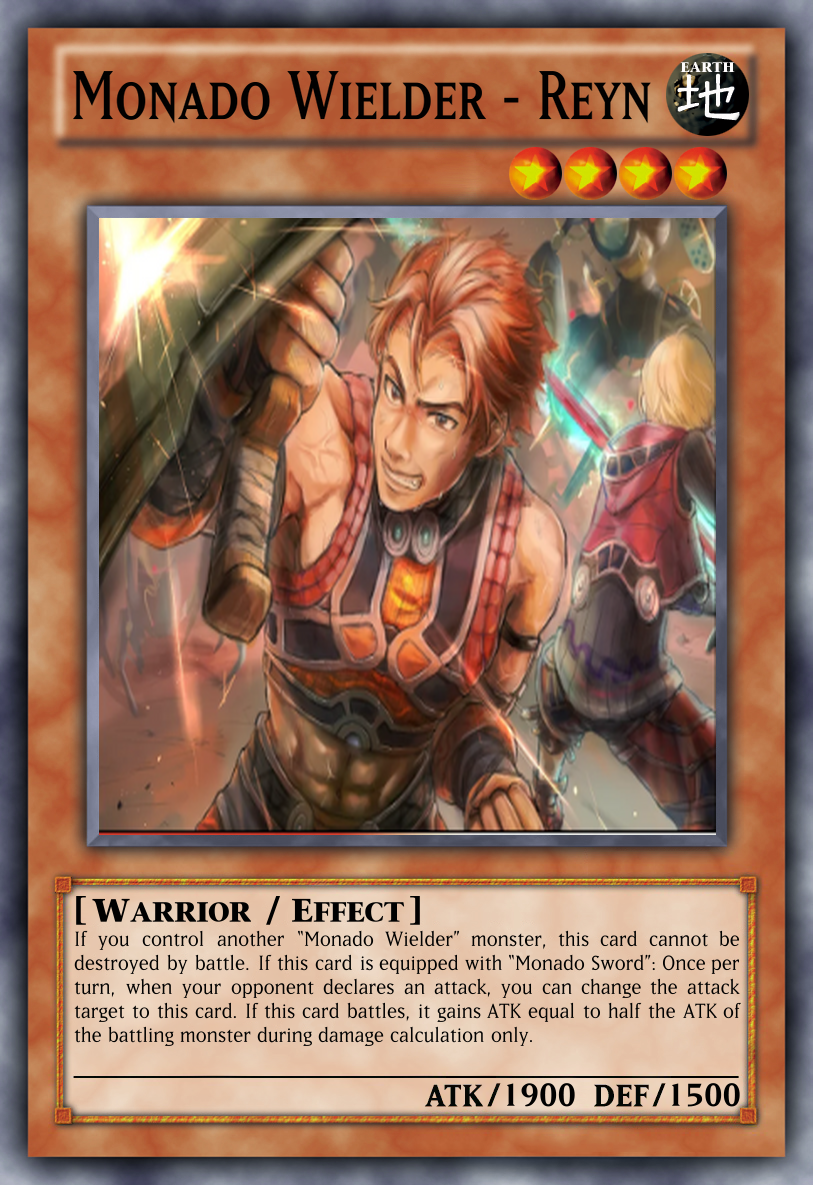 Monado Wielder - Reyn
EARTH
地
[ Warrior / Effect ]
If you control another "Monado Wielder" monster, this card cannot be
destroyed by battle. If this card is equipped with "Monado Sword": Once per
turn, when your opponent declares an attack, you can change the attack
target to this card. If this card battles, it gains ATK equal to half the ATK of
the battling monster during damage calculation only.
ATK/1900 DEF/1500